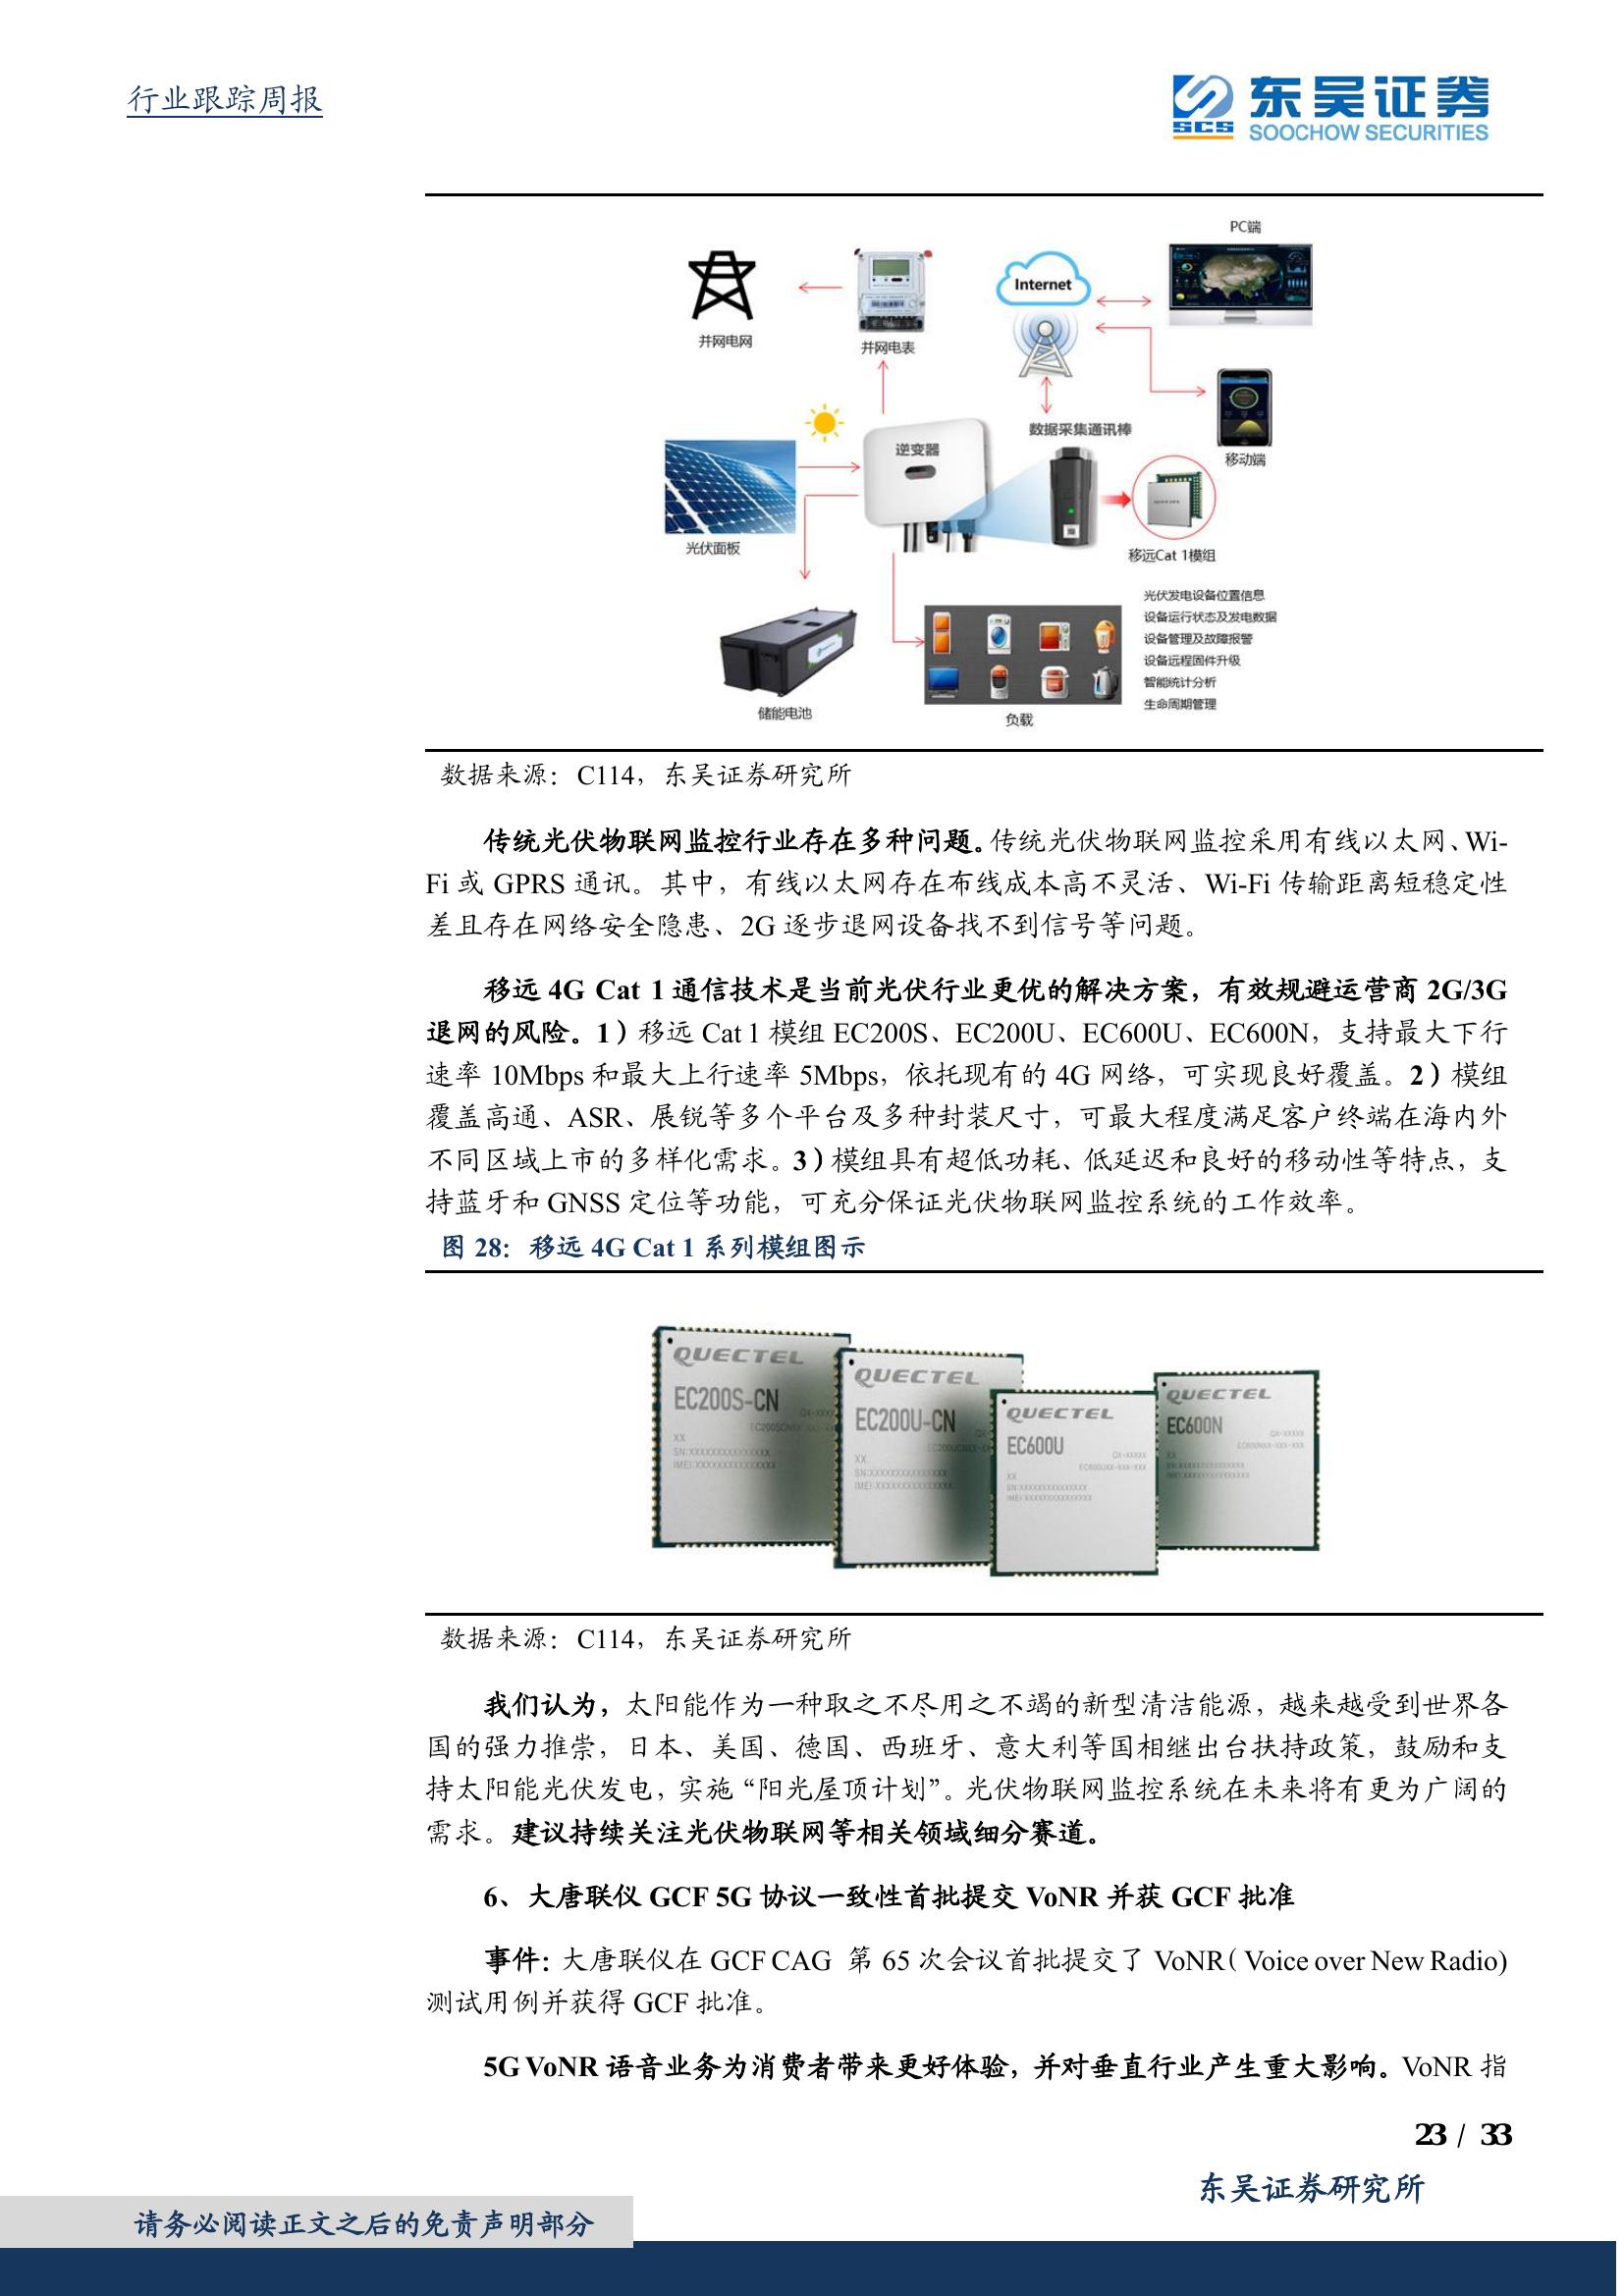 行业跟踪周报
SCS
东吴证券
SOOCHOW SECURITIES
PC端
Internet
并网电网
并网电表
数据采集通讯棒
逆变器
移动端
光伏面板
移远Cat 1模组
光伏发电设备位置信息
设备运行状态及发电数据
设备管理及故障报警
设备远程固件升级
智能统计分析
生命周期管理
储能电池
负载
数据来源：C114，东吴证券研究所
传统光伏物联网监控行业存在多种问题。传统光伏物联网监控采用有线以太网、Wi-
Fi 或 GPRS 通讯。其中，有线以太网存在布线成本高不灵活、Wi-Fi 传输距离短稳定性
差且存在网络安全隐患、2G 逐步退网设备找不到信号等问题。
移远 4G Cat 1 通信技术是当前光伏行业更优的解决方案，有效规避运营商 2G/3G
退网的风险。1）移远 Cat 1 模组 EC200S、EC200U、EC600U、EC600N，支持最大下行
速率 10Mbps 和最大上行速率 5Mbps，依托现有的 4G 网络，可实现良好覆盖。2）模组
覆盖高通、ASR、展锐等多个平台及多种封装尺寸，可最大程度满足客户终端在海内外
不同区域上市的多样化需求。3）模组具有超低功耗、低延迟和良好的移动性等特点，支
持蓝牙和 GNSS 定位等功能，可充分保证光伏物联网监控系统的工作效率。
图 28：移远 4G Cat 1 系列模组图示
QUECTEL
EC200S-CN
XX
QUECTEL
EC200U-CN
XX
QUECTEL
EC600U
XX
QUECTEL
EC600N
XX
数据来源：C114，东吴证券研究所
我们认为，太阳能作为一种取之不尽用之不竭的新型清洁能源，越来越受到世界各
国的强力推崇，日本、美国、德国、西班牙、意大利等国相继出台扶持政策，鼓励和支
持太阳能光伏发电，实施“阳光屋顶计划”。光伏物联网监控系统在未来将有更为广阔的
需求。建议持续关注光伏物联网等相关领域细分赛道。
6、大唐联仪 GCF 5G 协议一致性首批提交 VoNR 并获 GCF 批准
事件：大唐联仪在 GCF CAG 第 65 次会议首批提交了 VoNR（Voice over New Radio)
测试用例并获得 GCF 批准。
5G VoNR 语音业务为消费者带来更好体验，并对垂直行业产生重大影响。VoNR 指
23 / 33
东吴证券研究所
请务必阅读正文之后的免责声明部分